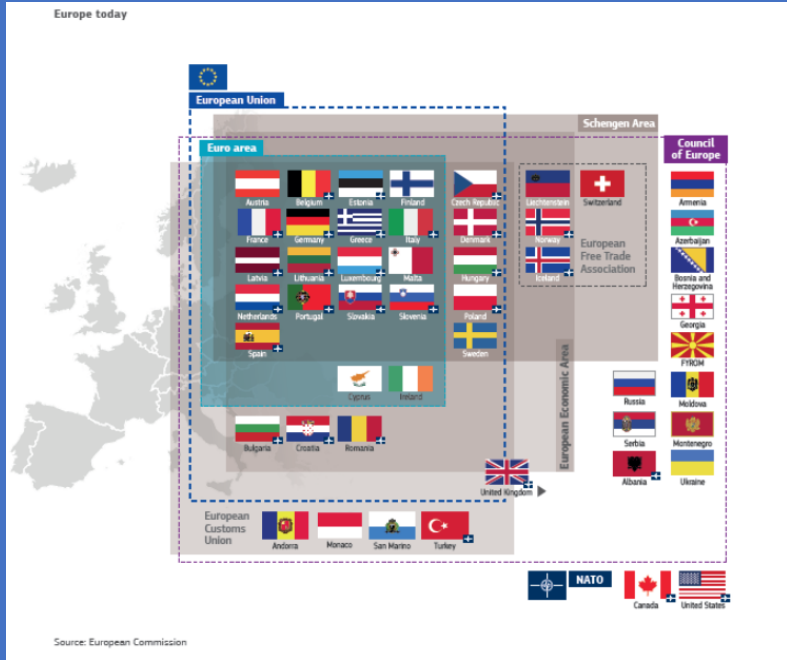 Europe today
European Union
Schengen Area
Council
of Europe
Euro area
Austria
Belgium
Estonia
Finland
Czech Republic
Liechtenstein
Switzerland
Armenia
France
Germany
Greece
Italy
Denmark
Norway
European
Free Trade
Association
Azerbaijan
Latvia
Lithuania
Luxembourg
Malta
Hungary
Iceland
Bosnia and
Herzegovina
Netherlands
Portugal
Slovakia
Slovenia
Poland
Georgia
Spain
Sweden
FYROM
Cyprus
Ireland
European Economic Area
Russia
Moldova
Bulgaria
Croatia
Romania
Serbia
Montenegro
United Kingdom
Albania
Ukraine
European
Customs
Union
Andorra
Monaco
San Marino
Turkey
NATO
Canada
United States
Source: European Commission